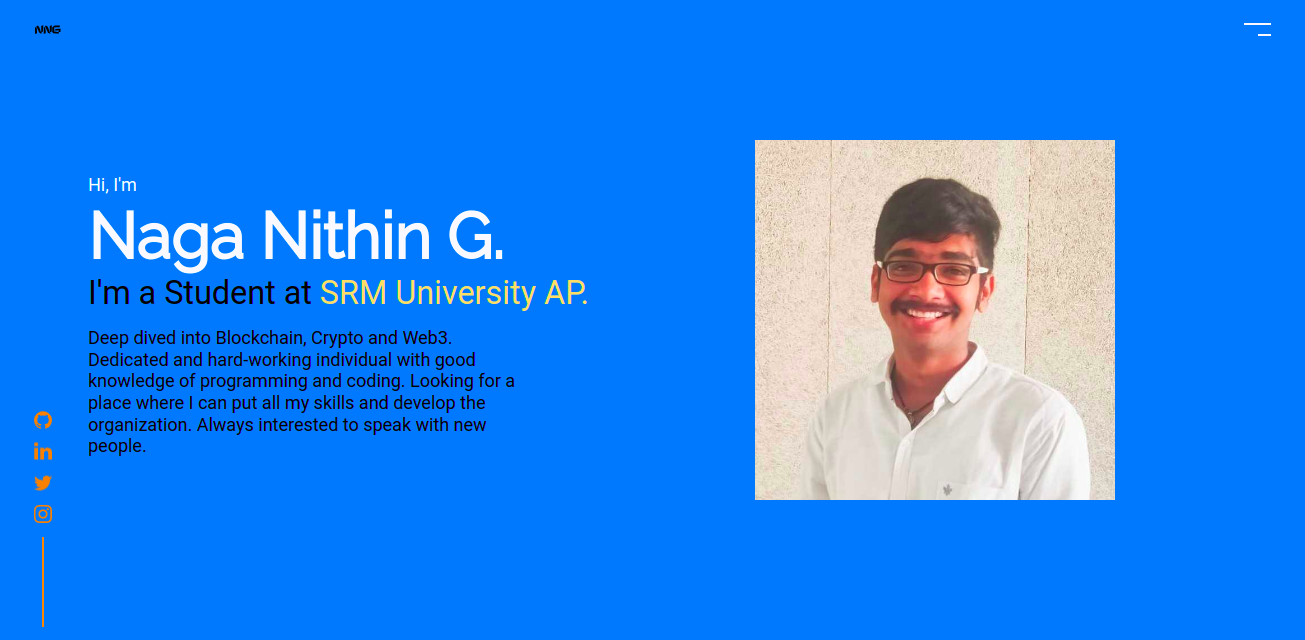 NNG
Hi, I'm
Naga Nithin G.
I'm a Student at SRM University AP.
Deep dived into Blockchain, Crypto and Web3.
Dedicated and hard-working individual with good
knowledge of programming and coding. Looking for a
place where I can put all my skills and develop the
organization. Always interested to speak with new
people.
in